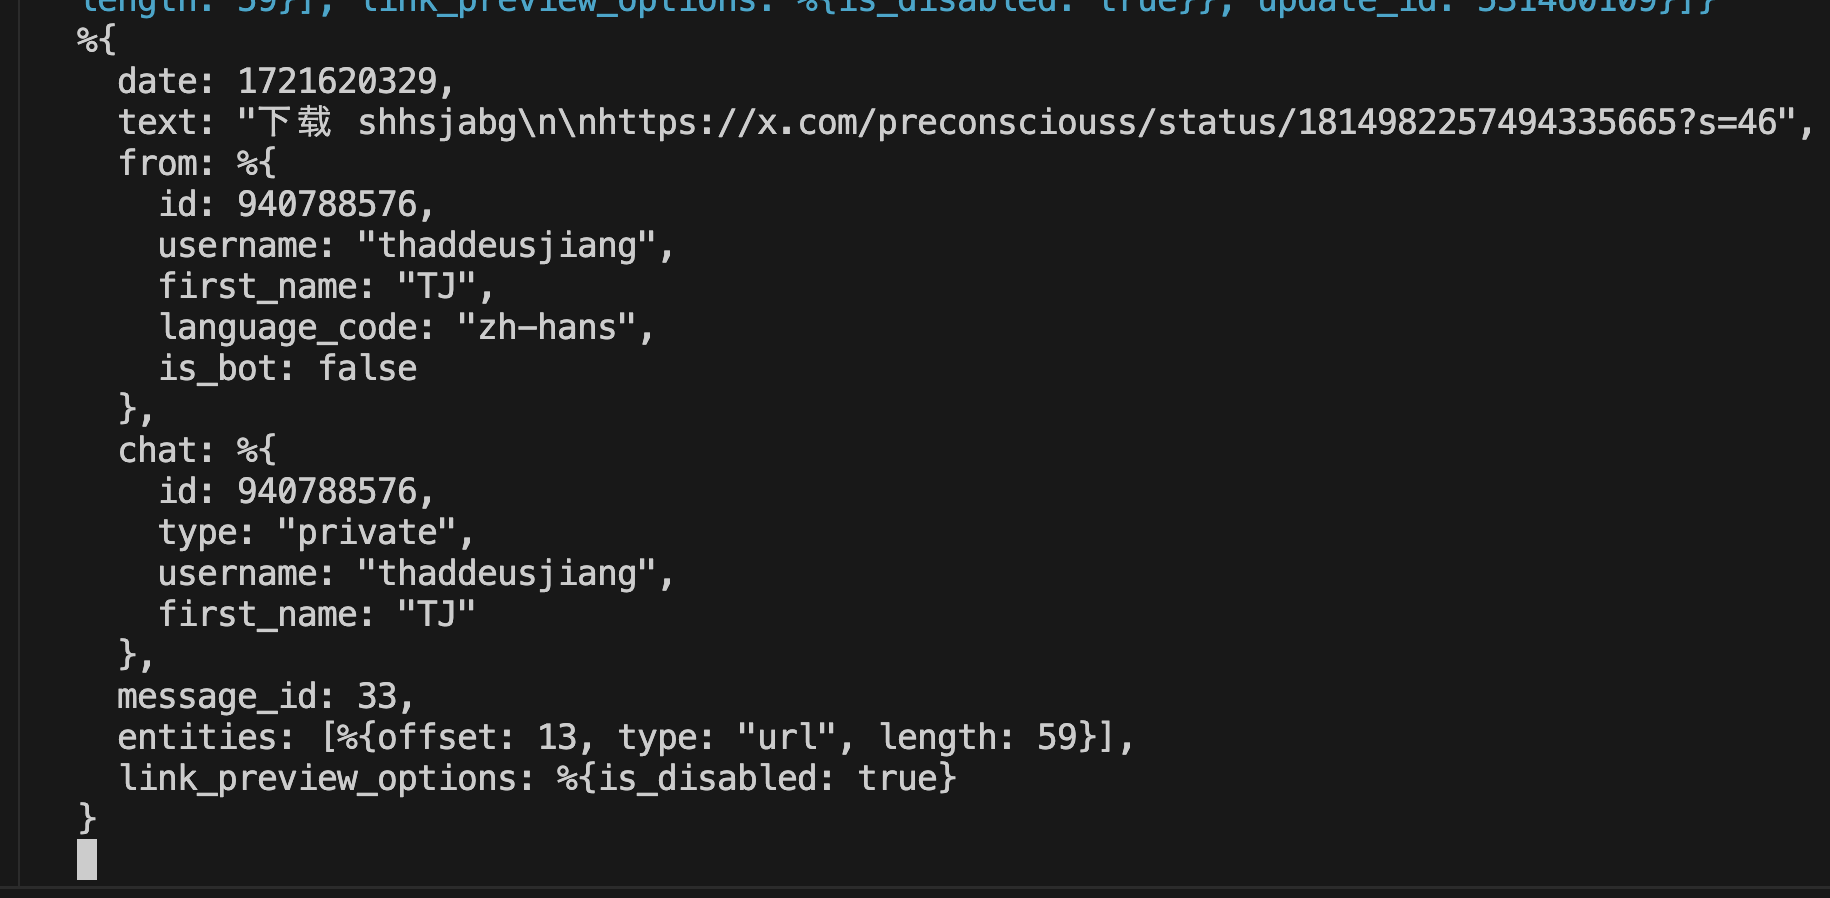 length: 59}], link_preview_options: %{is_disabled: true}}, update_id: 531460109}]}
%{
  date: 1721620329,
  text: "下载 shhsjabg\n\nhttps://x.com/preconsciouss/status/1814982257494335665?s=46",
  from: %{
    id: 940788576,
    username: "thaddeusjiang",
    first_name: "TJ",
    language_code: "zh-hans",
    is_bot: false
  },
  chat: %{
    id: 940788576,
    type: "private",
    username: "thaddeusjiang",
    first_name: "TJ"
  },
  message_id: 33,
  entities: [%{offset: 13, type: "url", length: 59}],
  link_preview_options: %{is_disabled: true}
}